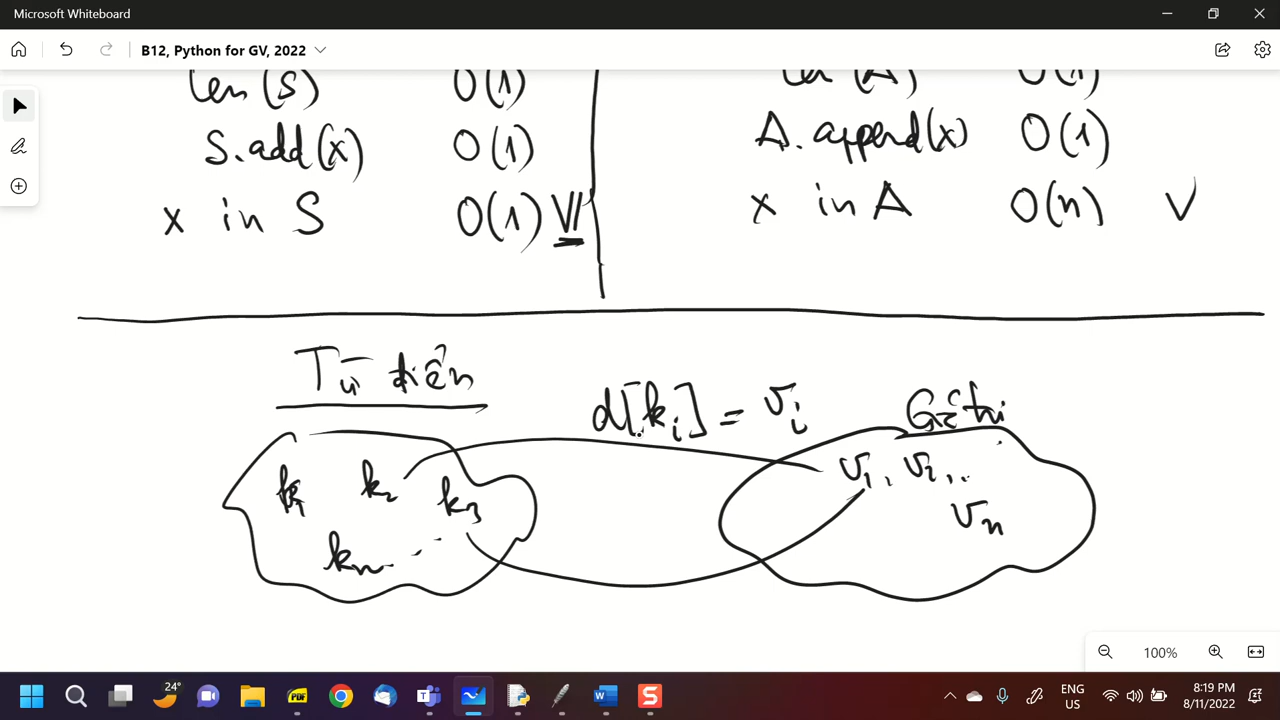 Microsoft Whiteboard
B12, Python for GV, 2022
len(S) O(1)
S.add(x) O(1)
x in S O(1) V
len(A) O(1)
A.append(x) O(1)
x in A O(n) V
Từ điển
d[ki] = vi
Giá trị
k1 k2 k3
kn...
v1, v2, ..
vn
100%
24°
ENG
US
8:19 PM
8/11/2022